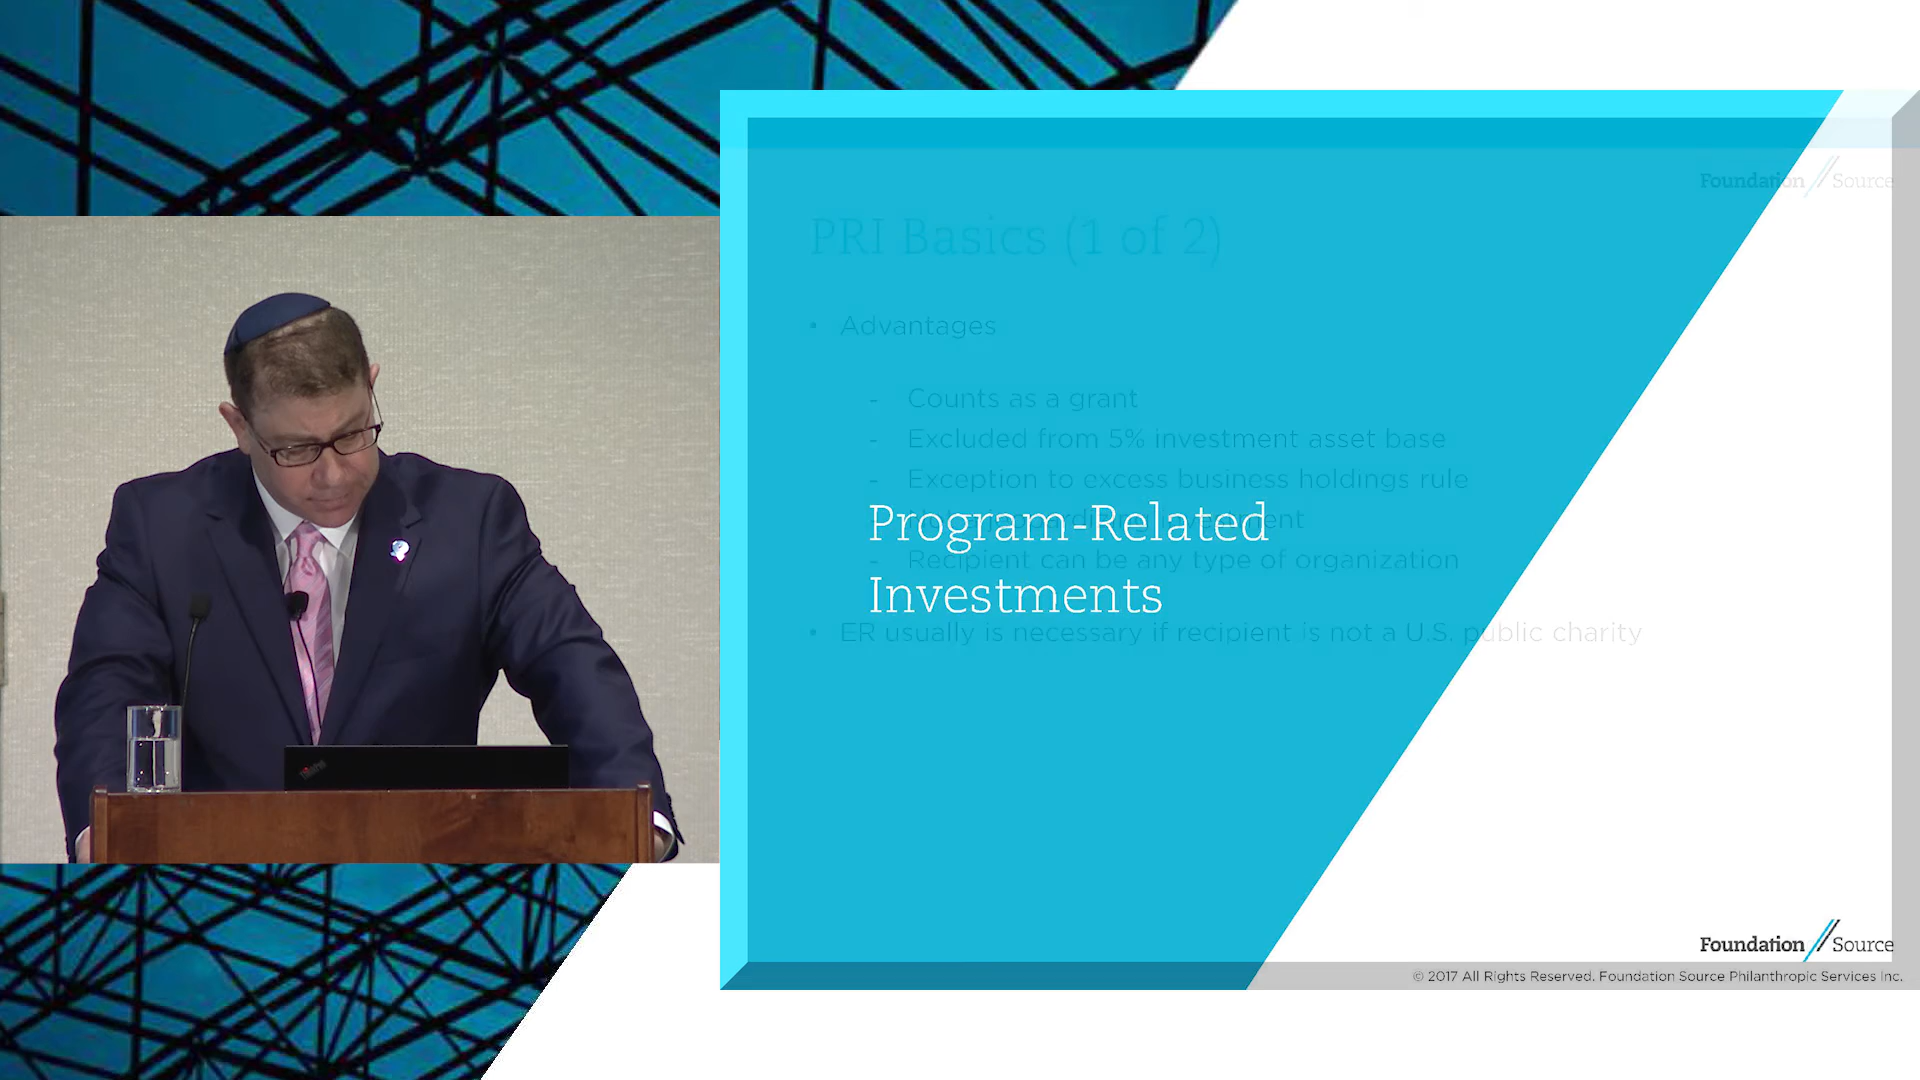 Foundation Source
PRI Basics (1 of 2)
• Advantages
- Counts as a grant
- Excluded from 5% investment asset base
- Exception to excess business holdings rule
Program-Related
- Recipient can be any type of organization
Investments
• ER usually is necessary if recipient is not a U.S. public charity
Foundation Source
© 2017 All Rights Reserved. Foundation Source Philanthropic Services Inc.